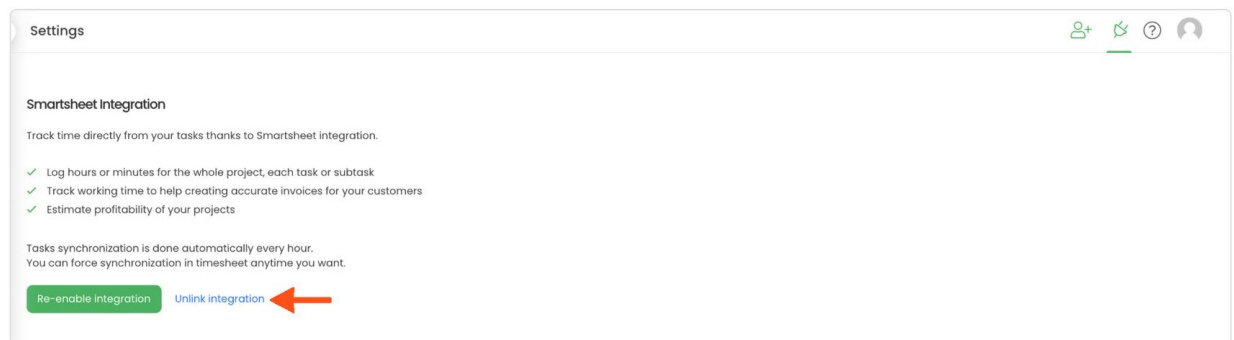 Settings
Smartsheet Integration
Track time directly from your tasks thanks to Smartsheet integration.
Log hours or minutes for the whole project, each task or subtask
Track working time to help creating accurate invoices for your customers
Estimate profitability of your projects
Tasks synchronization is done automatically every hour.
You can force synchronization in timesheet anytime you want.
Re-enable integration Unlink integration